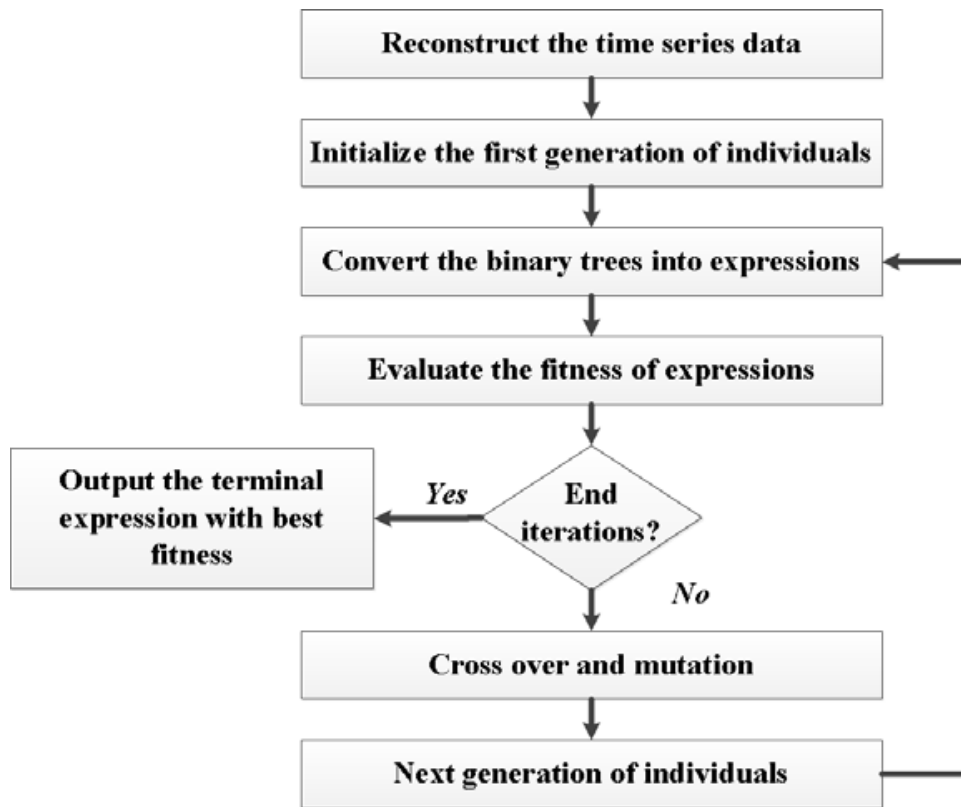 Reconstruct the time series data
Initialize the first generation of individuals
Convert the binary trees into expressions
Evaluate the fitness of expressions
Output the terminal
expression with best
fitness
Yes
End
iterations?
No
Cross over and mutation
Next generation of individuals